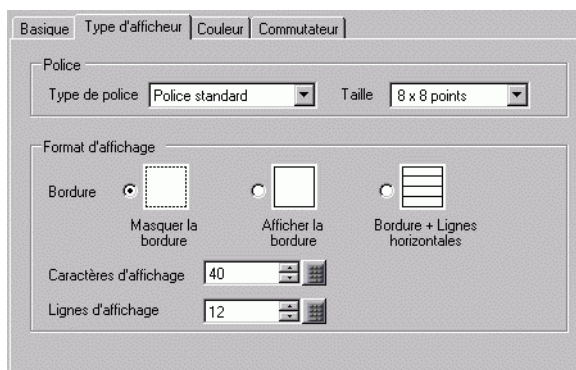 Basique Type d'afficheur Couleur Commutateur
Police
Type de police Police standard Taille 8 x 8 points
Format d'affichage
Bordure
Masquer la bordure
Afficher la bordure
Bordure + Lignes horizontales
Caractères d'affichage 40
Lignes d'affichage 12